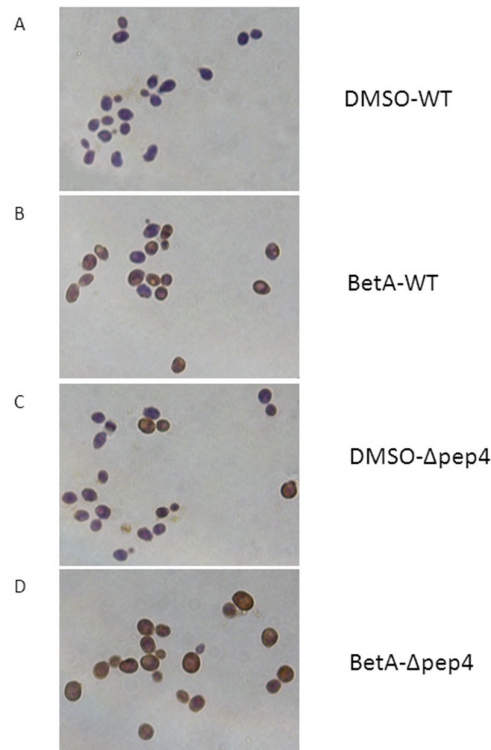 A
DMSO-WT
B
BetA-WT
C
DMSO-Δpep4
D
BetA-Δpep4